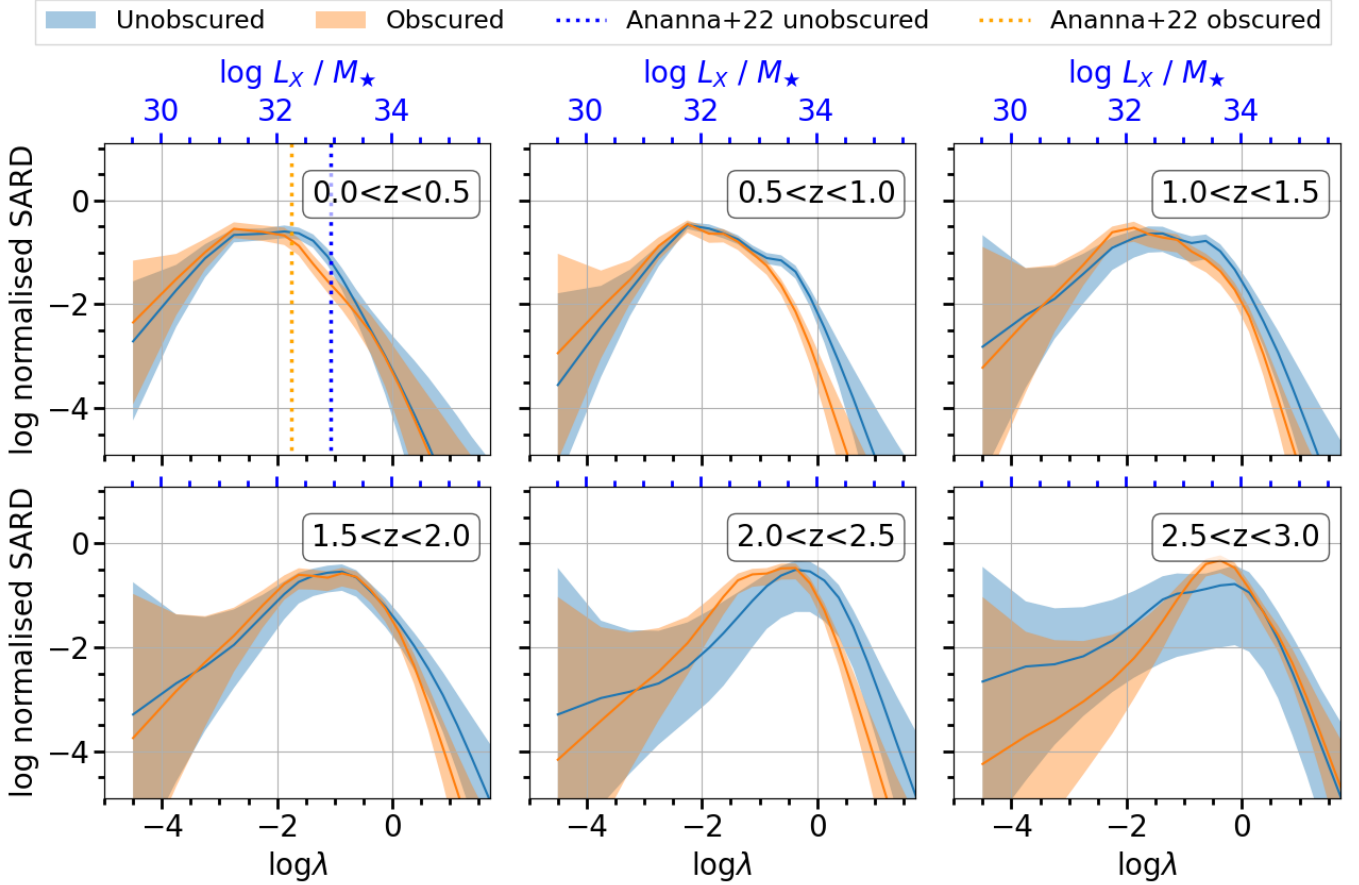 Unobscured Obscured Ananna+22 unobscured Ananna+22 obscured
log L_X / M_★ log L_X / M_★ log L_X / M_★
30 32 34 30 32 34 30 32 34
log normalised SARD
0 −2 −4
0.0<z<0.5 0.5<z<1.0 1.0<z<1.5
log normalised SARD
0 −2 −4
1.5<z<2.0 2.0<z<2.5 2.5<z<3.0
−4 −2 0 −4 −2 0 −4 −2 0
logλ logλ logλ